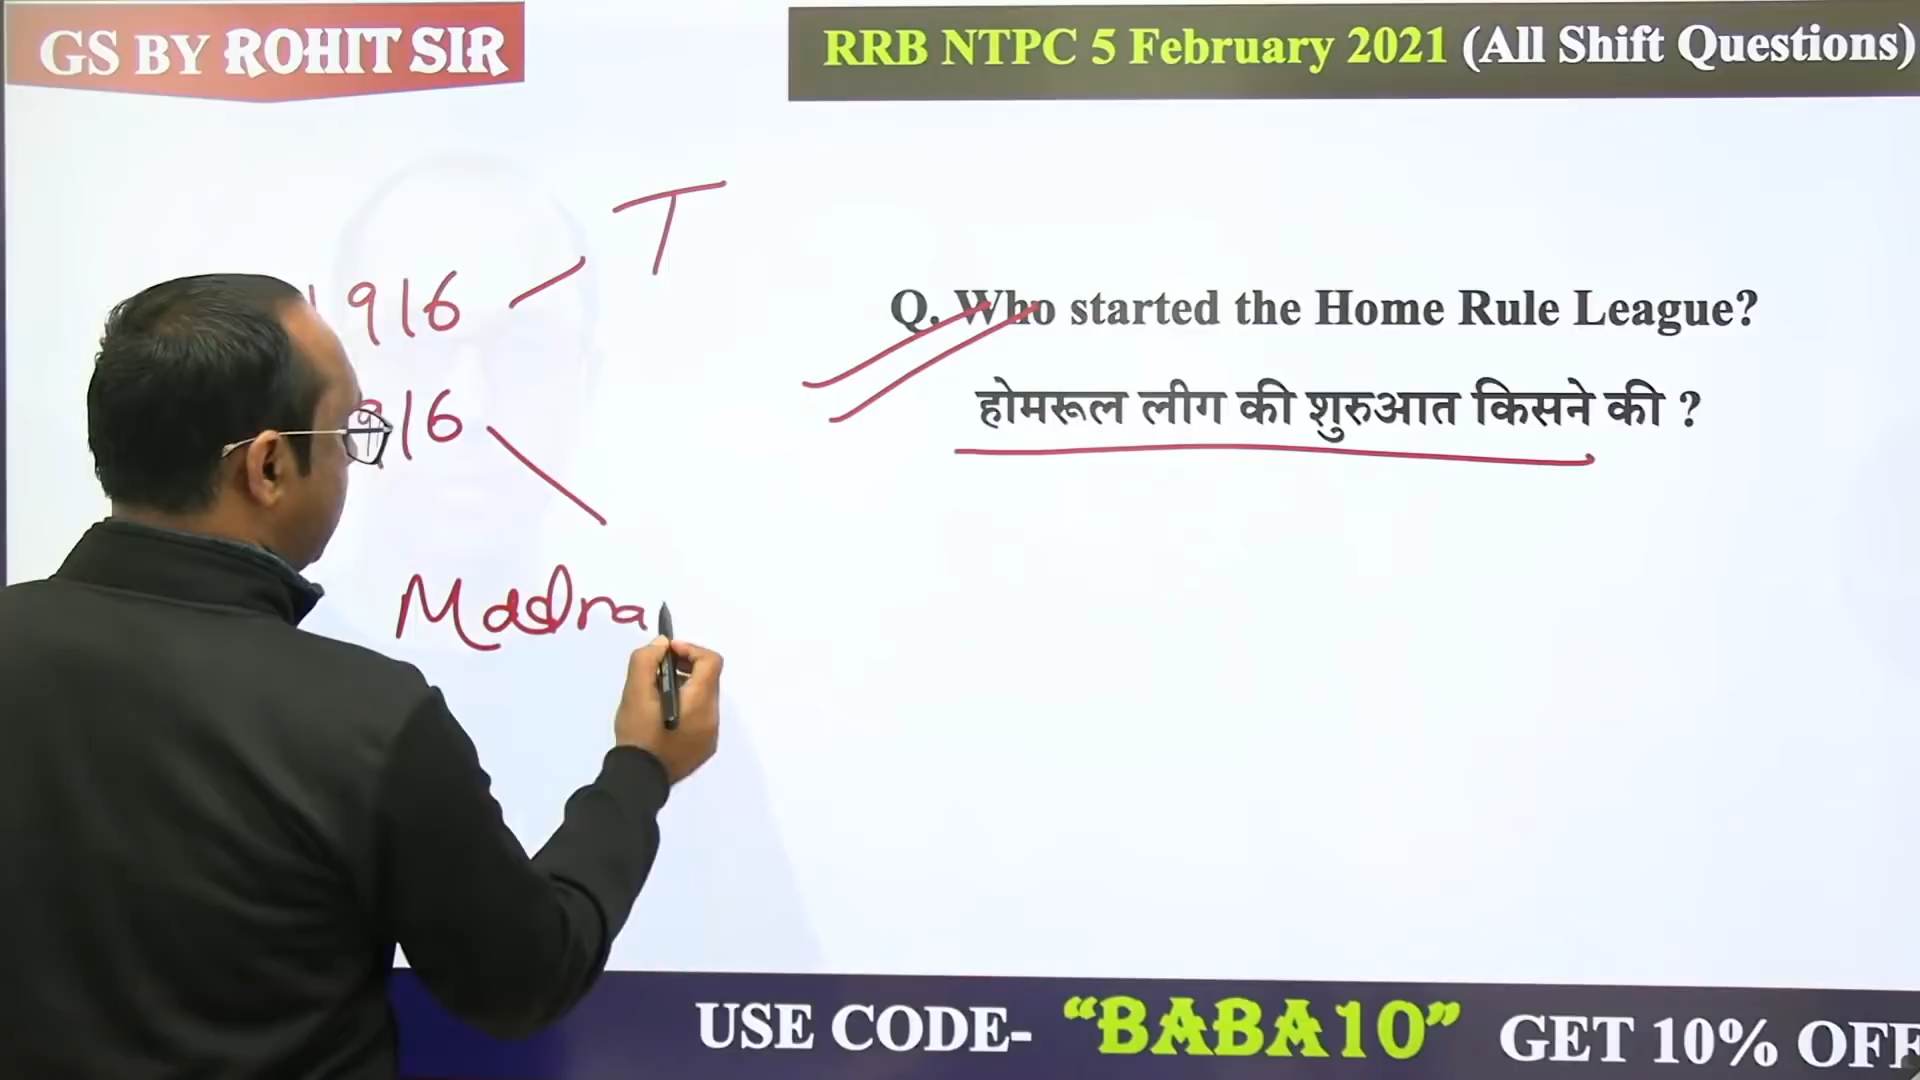 GS BY ROHIT SIR
RRB NTPC 5 February 2021 (All Shift Questions)
T
1916
916
Madra
Q. Who started the Home Rule League?
होमरूल लीग की शुरुआत किसने की ?
USE CODE- “BABA10” GET 10% OFF